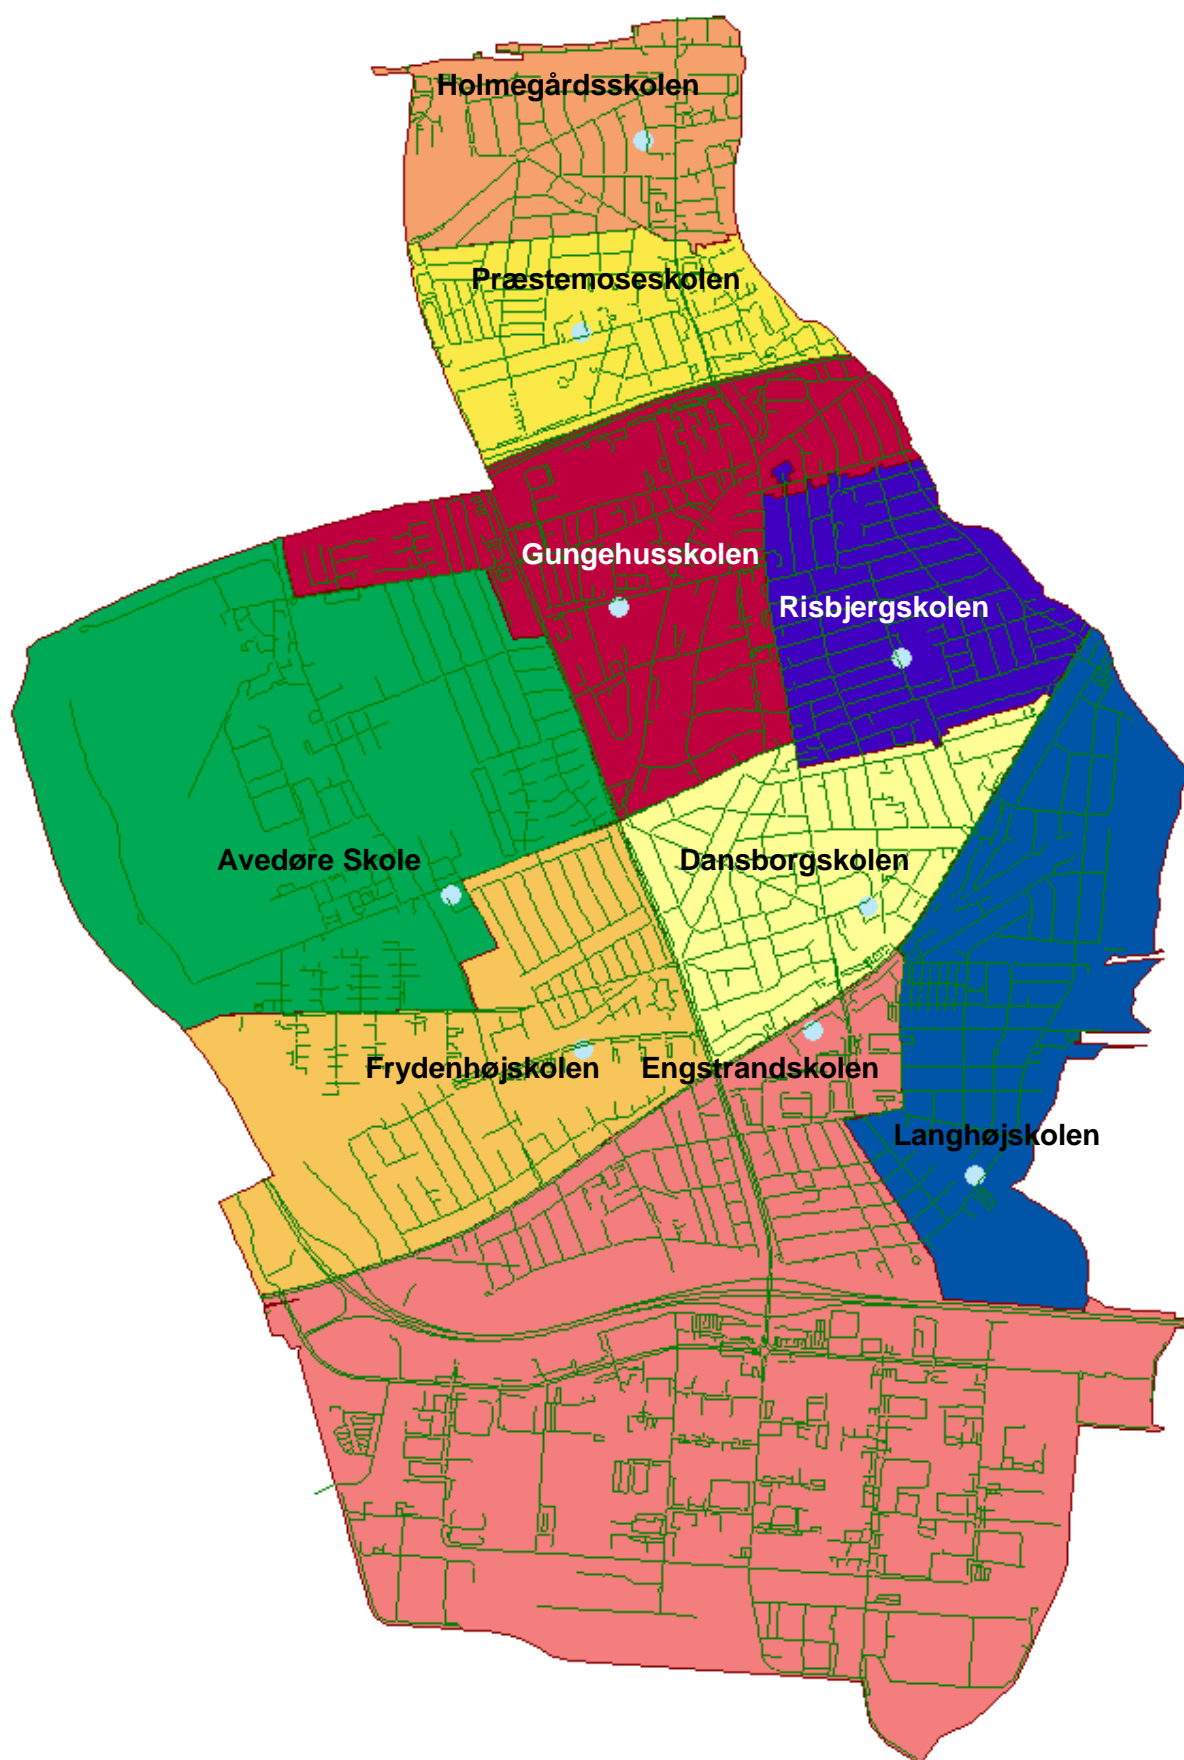 Holmegårdsskolen
Præstemoseskolen
Gungehusskolen
Risbjergskolen
Avedøre Skole
Dansborgskolen
Frydenhøjskolen
Engstrandskolen
Langhøjskolen